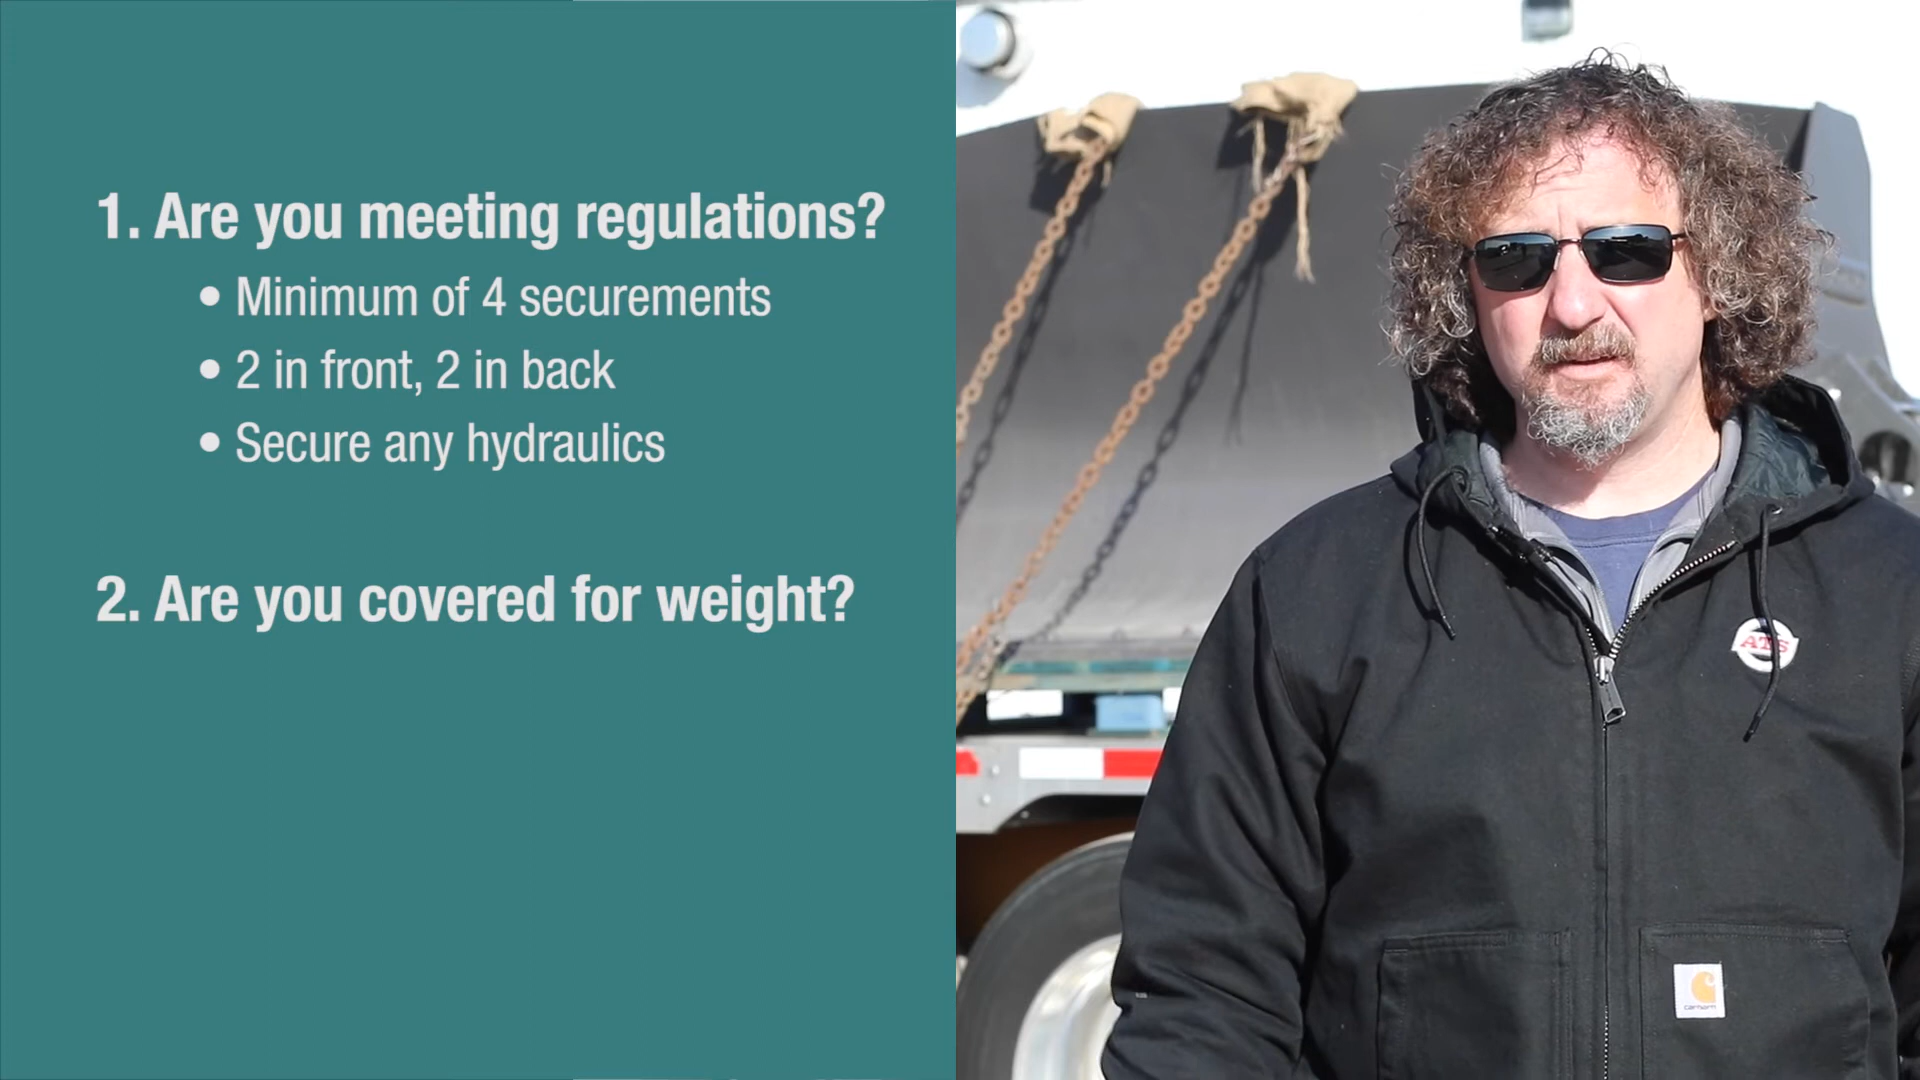 1. Are you meeting regulations?
• Minimum of 4 securements
• 2 in front, 2 in back
• Secure any hydraulics
2. Are you covered for weight?
ATS
carhartt